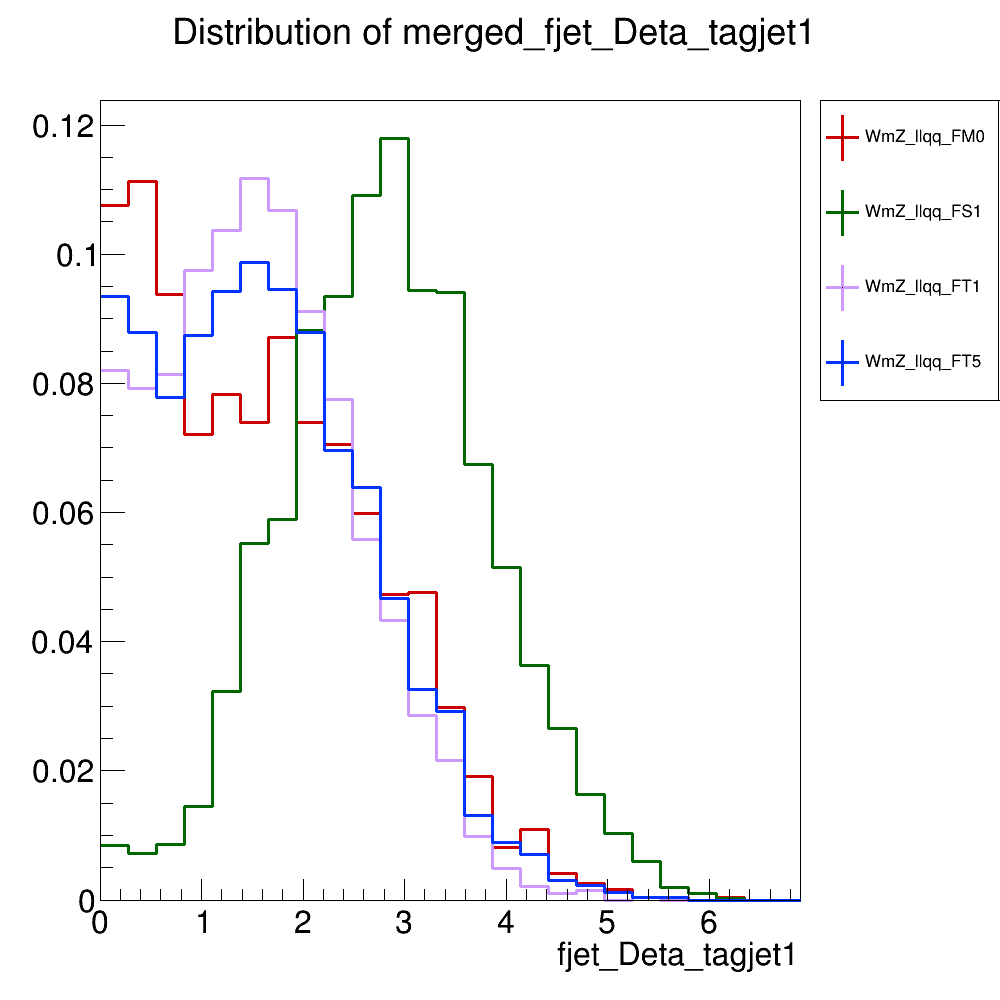 Distribution of merged_fjet_Deta_tagjet1
0.12
0.1
0.08
0.06
0.04
0.02
0
0 1 2 3 4 5 6
fjet_Deta_tagjet1
WmZ_llqq_FM0
WmZ_llqq_FS1
WmZ_llqq_FT1
WmZ_llqq_FT5